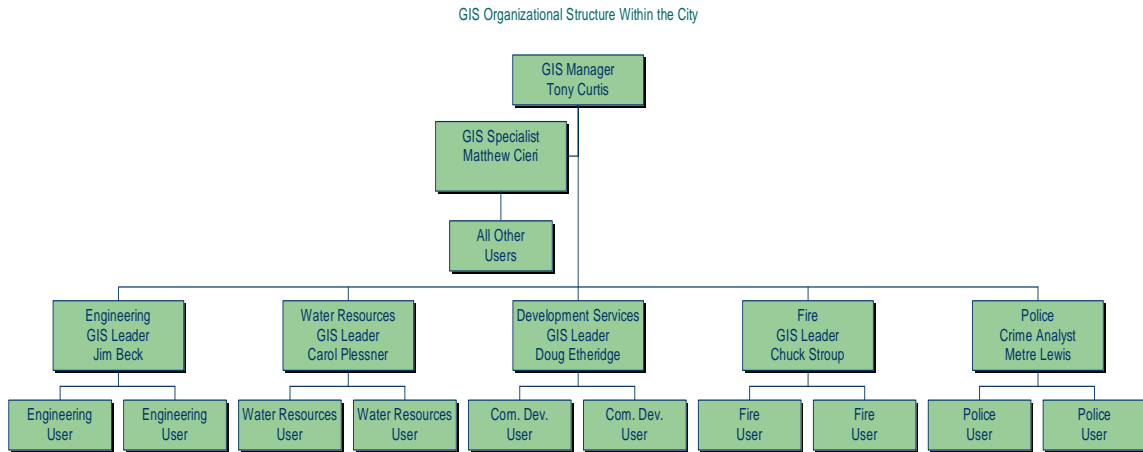 GIS Organizational Structure Within the City
GIS Manager
Tony Curtis
GIS Specialist
Matthew Cieri
All Other
Users
Engineering
GIS Leader
Jim Beck
Water Resources
GIS Leader
Carol Plessner
Development Services
GIS Leader
Doug Etheridge
Fire
GIS Leader
Chuck Stroup
Police
Crime Analyst
Metre Lewis
Engineering
User
Engineering
User
Water Resources
User
Water Resources
User
Com. Dev.
User
Com. Dev.
User
Fire
User
Fire
User
Police
User
Police
User